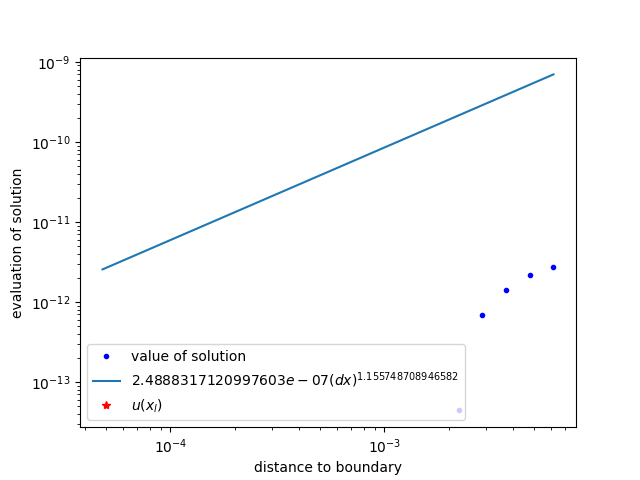 10^{-9}
10^{-10}
10^{-11}
10^{-12}
10^{-13}
evaluation of solution
value of solution
2.4888317120997603e − 07(dx)^{1.155748708946582}
u(x_l)
10^{-4}
10^{-3}
distance to boundary